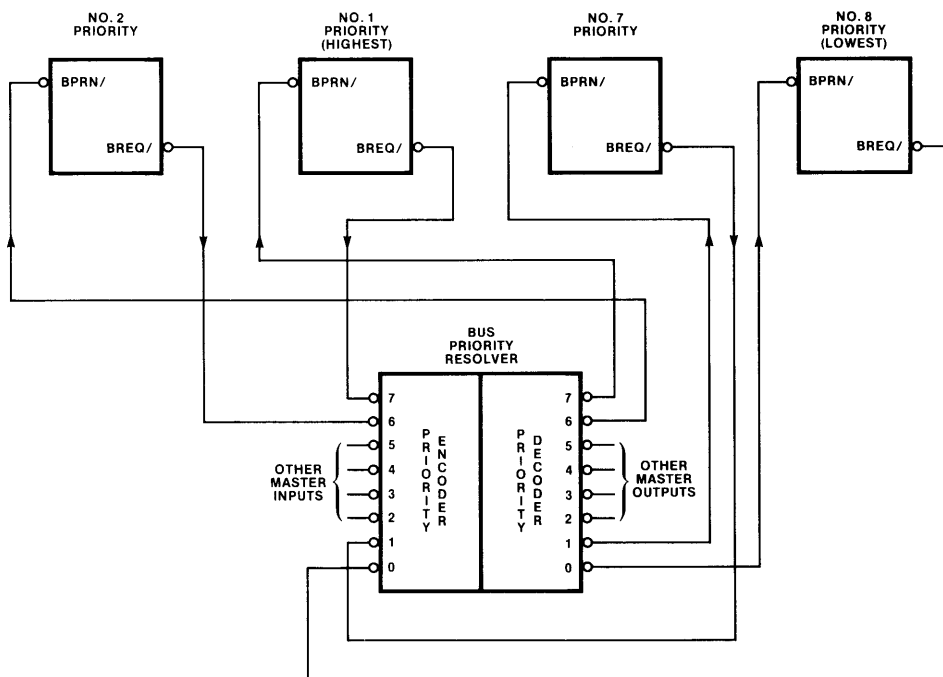 NO. 2
PRIORITY
NO. 1
PRIORITY
(HIGHEST)
NO. 7
PRIORITY
NO. 8
PRIORITY
(LOWEST)
BPRN/
BREQ/
BPRN/
BREQ/
BPRN/
BREQ/
BPRN/
BREQ/
BUS
PRIORITY
RESOLVER
7
6
5
4
3
2
1
0
OTHER
MASTER
INPUTS
PRIORITY
ENCODER
PRIORITY
DECODER
7
6
5
4
3
2
1
0
OTHER
MASTER
OUTPUTS